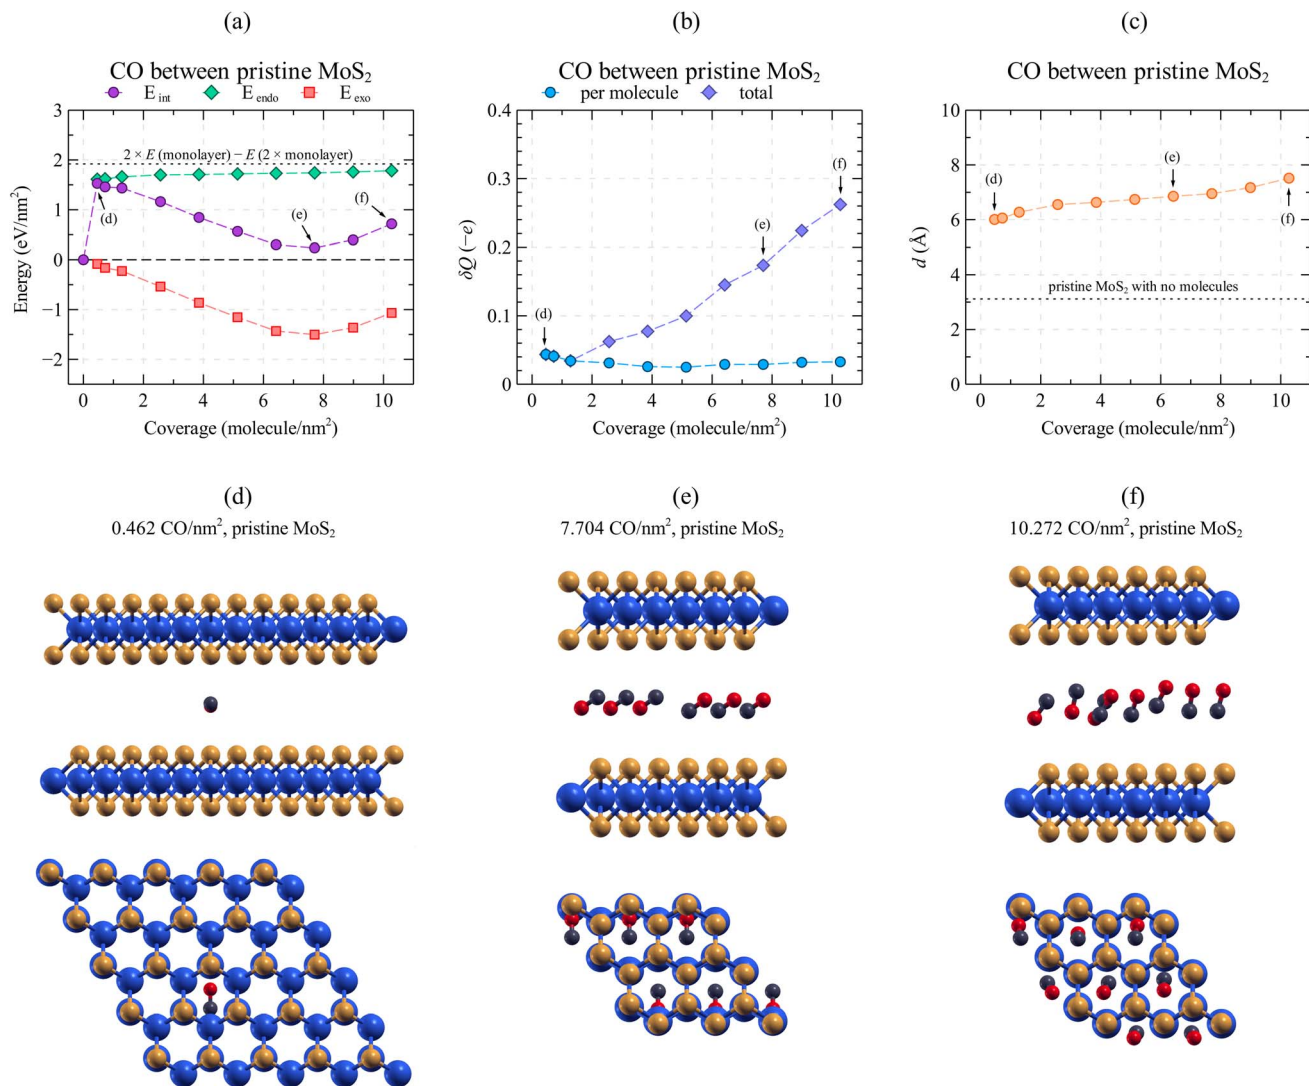 (a)
CO between pristine MoS₂
E int E endo E exo
2 × E (monolayer) – E (2 × monolayer)
(d)
(e)
(f)
3
2
1
0
−1
−2
Energy (eV/nm²)
0 2 4 6 8 10
Coverage (molecule/nm²)
(b)
CO between pristine MoS₂
per molecule total
(d)
(e)
(f)
0.4
0.3
0.2
0.1
0
δQ (−e)
0 2 4 6 8 10
Coverage (molecule/nm²)
(c)
CO between pristine MoS₂
(d)
(e)
(f)
pristine MoS₂ with no molecules
10
8
6
4
2
0
d (Å)
0 2 4 6 8 10
Coverage (molecule/nm²)
(d)
0.462 CO/nm², pristine MoS₂
(e)
7.704 CO/nm², pristine MoS₂
(f)
10.272 CO/nm², pristine MoS₂